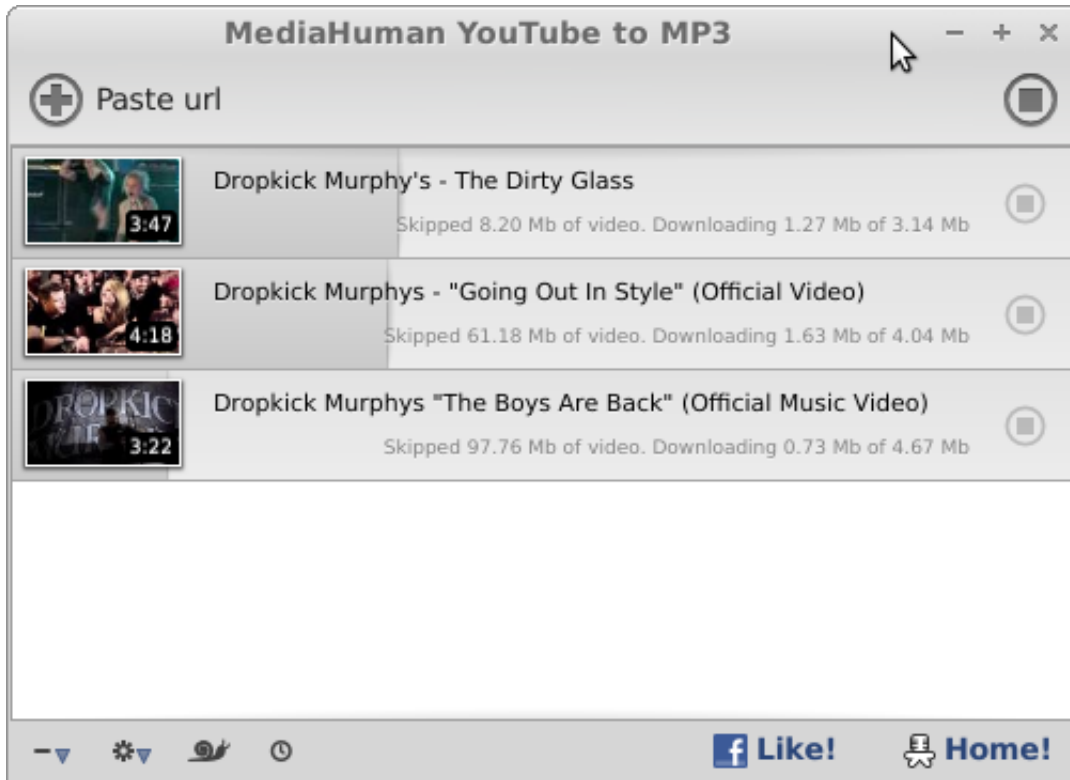 MediaHuman YouTube to MP3
Paste url
3:47
Dropkick Murphy's - The Dirty Glass
Skipped 8.20 Mb of video. Downloading 1.27 Mb of 3.14 Mb
4:18
Dropkick Murphys - "Going Out In Style" (Official Video)
Skipped 61.18 Mb of video. Downloading 1.63 Mb of 4.04 Mb
DROPKIC
3:22
Dropkick Murphys "The Boys Are Back" (Official Music Video)
Skipped 97.76 Mb of video. Downloading 0.73 Mb of 4.67 Mb
f Like!
Home!